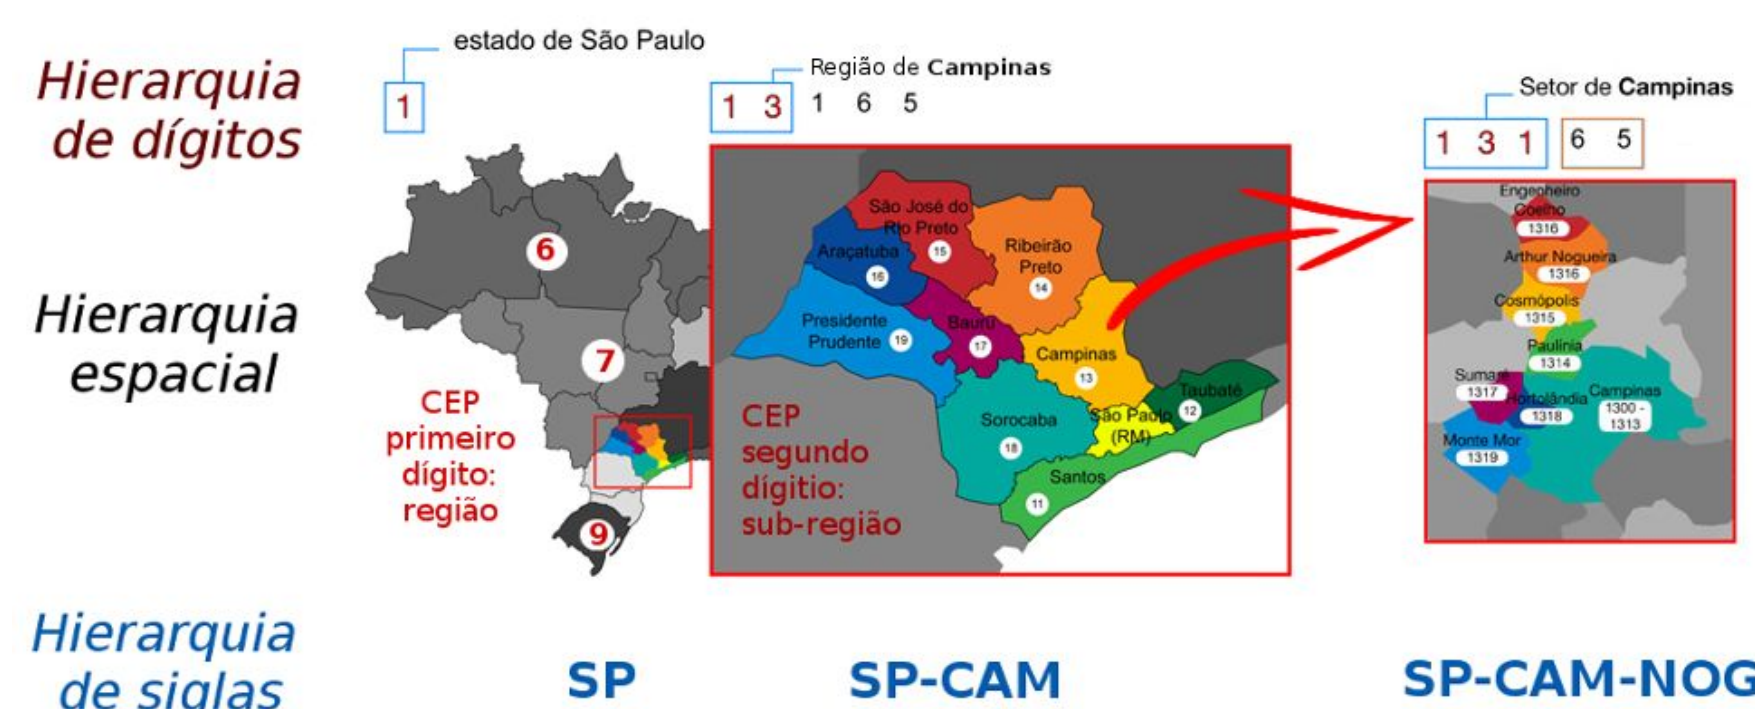 Hierarquia
de dígitos
estado de São Paulo
1
Região de Campinas
1 3 1 6 5
Setor de Campinas
1 3 1 6 5
Hierarquia
espacial
6
7
9
CEP
primeiro
dígito:
região
São José do
Rio Preto
15
Araçatuba
16
Ribeirão
Preto
14
Presidente
Prudente
19
Bauru
17
Campinas
13
Taubaté
12
São Paulo
(RM)
Sorocaba
18
Santos
11
CEP
segundo
dígitio:
sub-região
Engenheiro
Coelho
1316
Arthur Nogueira
1316
Cosmópolis
1315
Paulínia
1314
Sumaré
1317
Hortolândia
1318
Campinas
1300 -
1313
Monte Mor
1319
Hierarquia
de siglas
SP
SP-CAM
SP-CAM-NOG